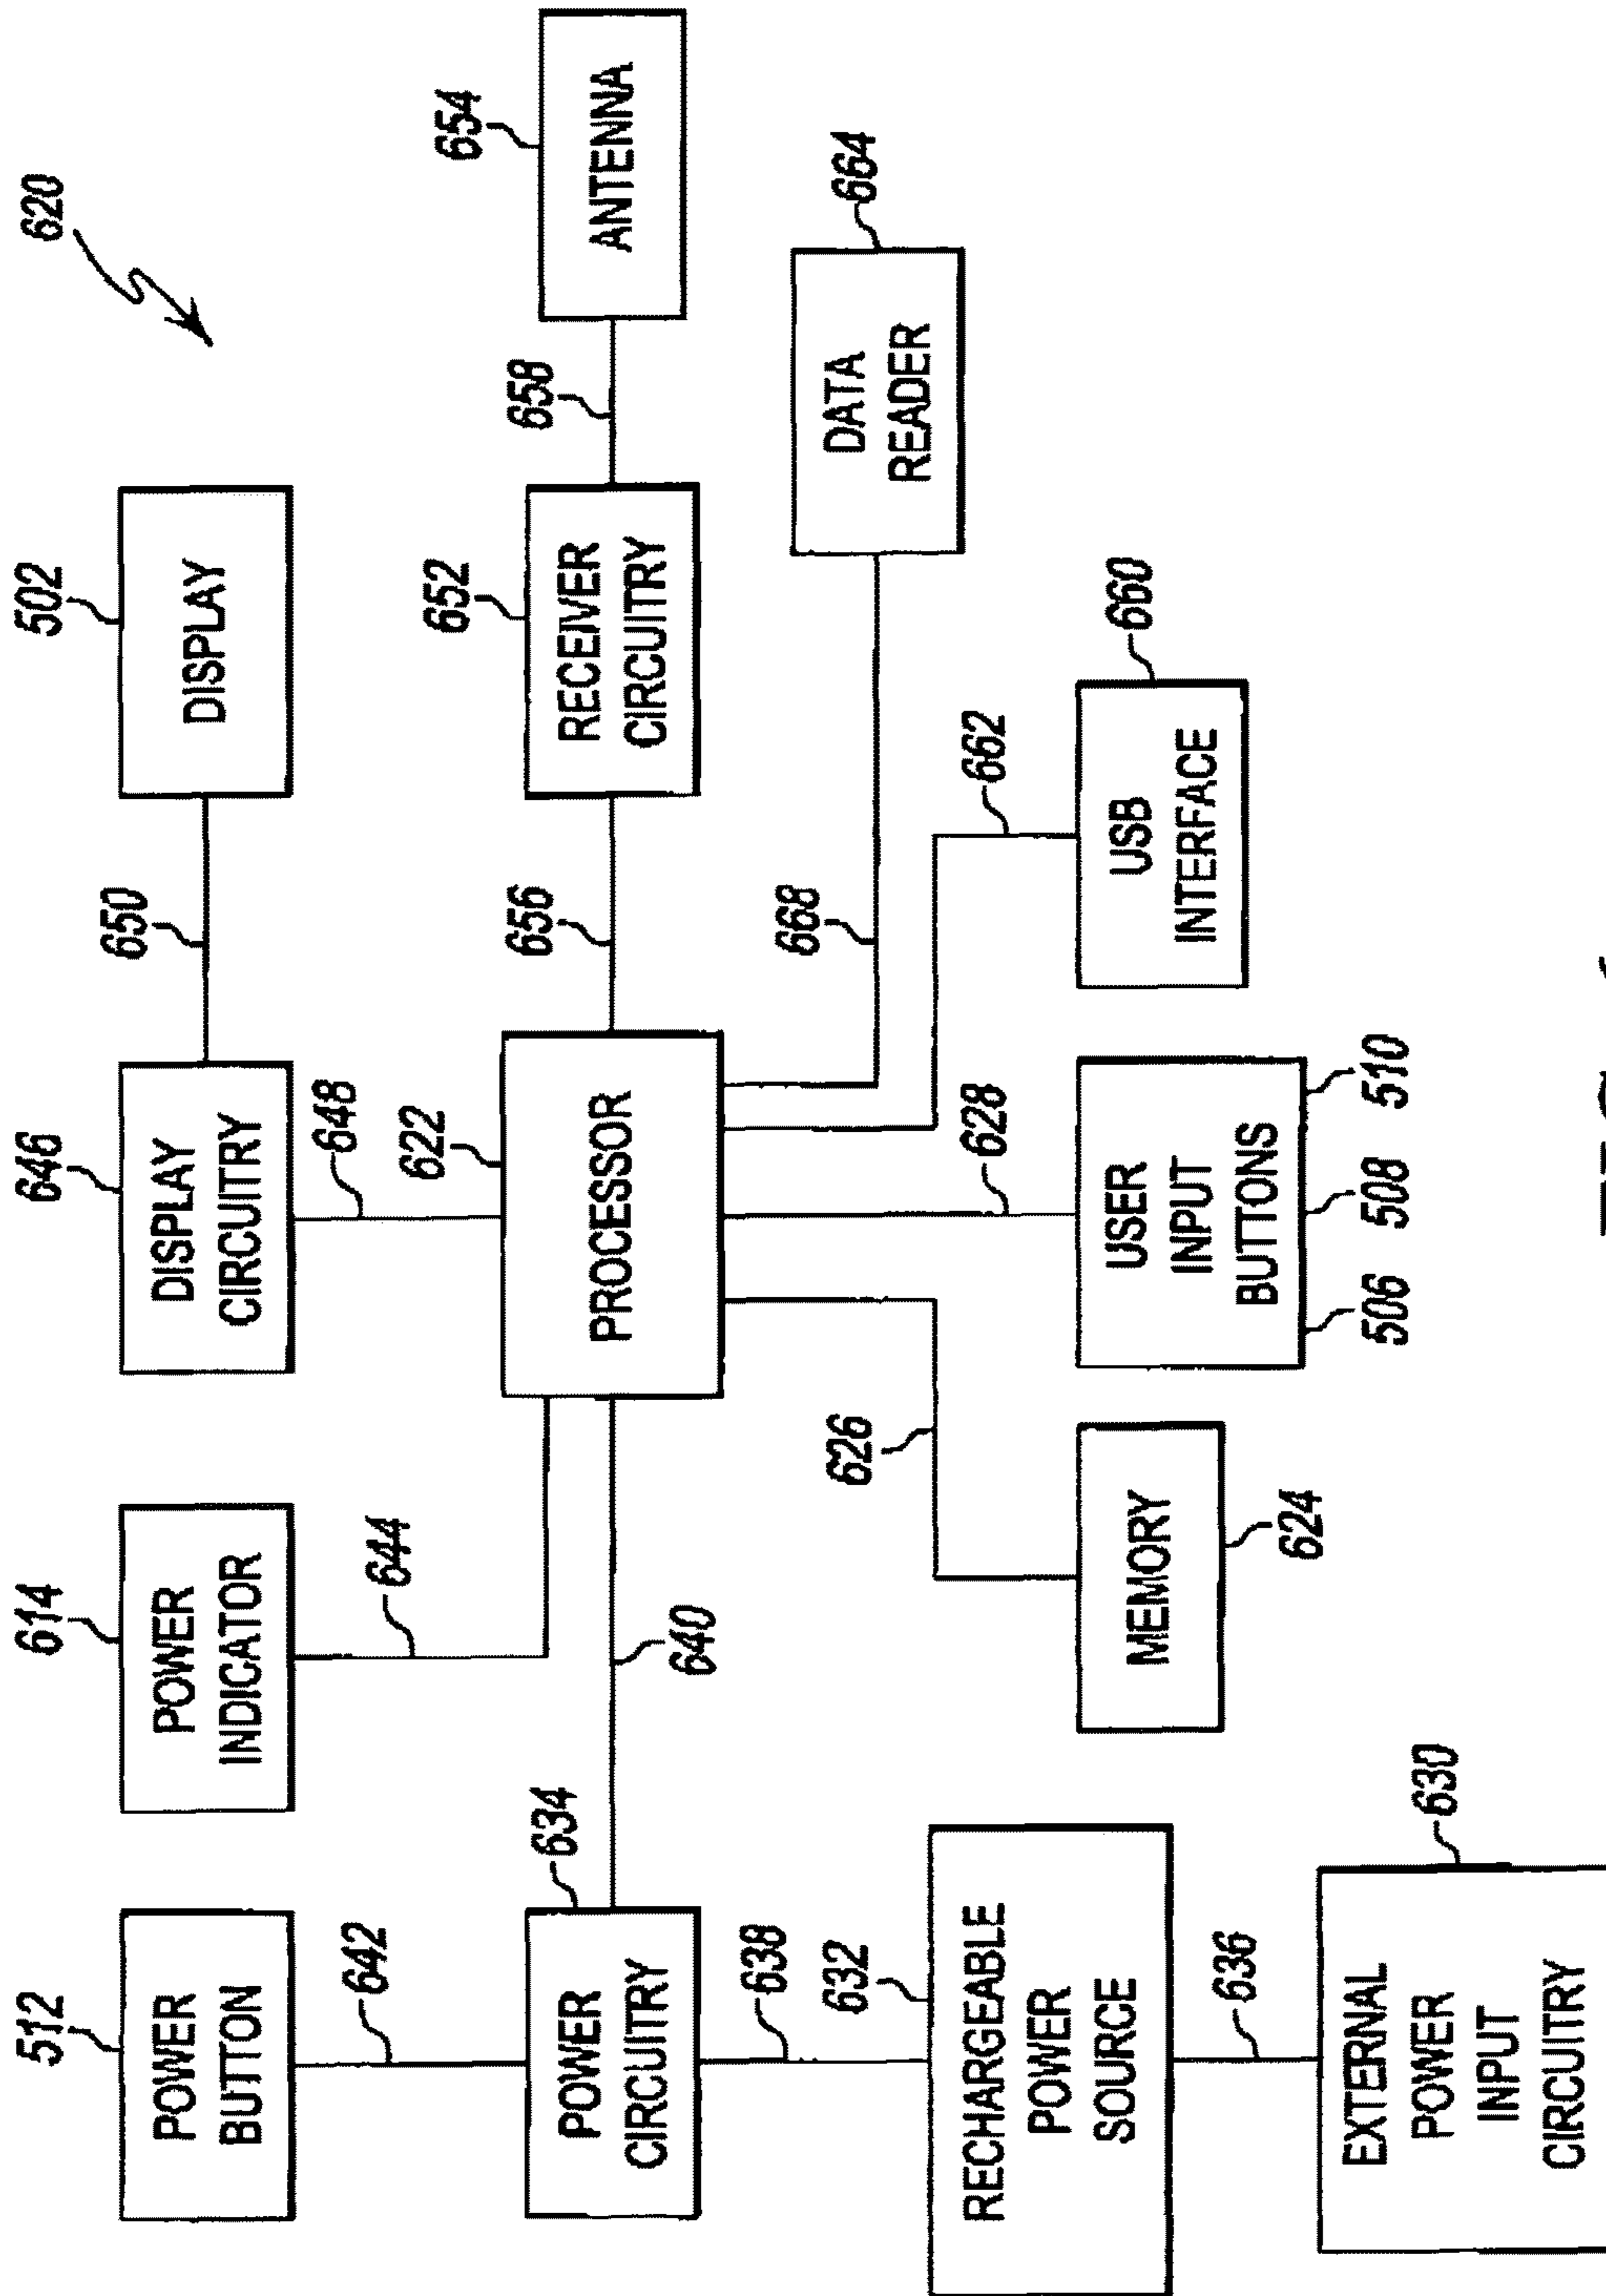 620
512
614
646
502
POWER
BUTTON
POWER
INDICATOR
DISPLAY
CIRCUITRY
DISPLAY
642
644
648
650
634
622
652
654
POWER
CIRCUITRY
640
PROCESSOR
656
RECEIVER
CIRCUITRY
658
ANTENNA
638
632
626
668
664
DATA
READER
RECHARGEABLE
POWER
SOURCE
628
662
660
636
MEMORY
624
USER
INPUT
BUTTONS
506
508
510
USB
INTERFACE
630
EXTERNAL
POWER
INPUT
CIRCUITRY